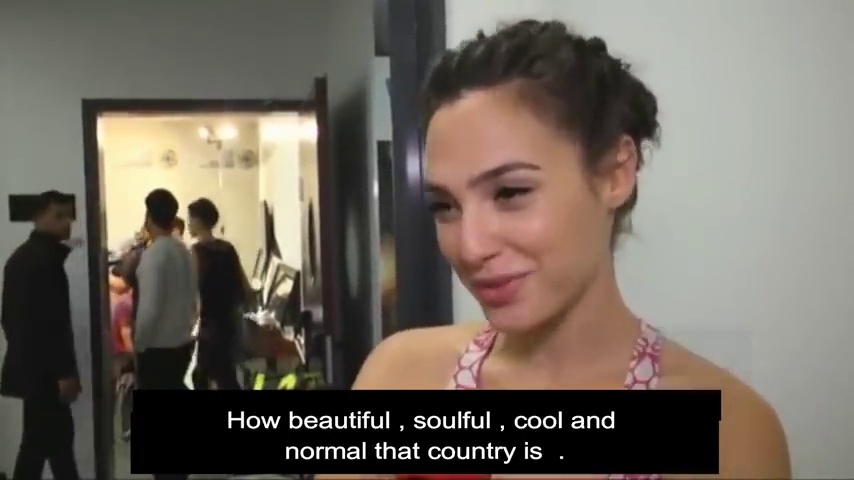 How beautiful , soulful , cool and
normal that country is .